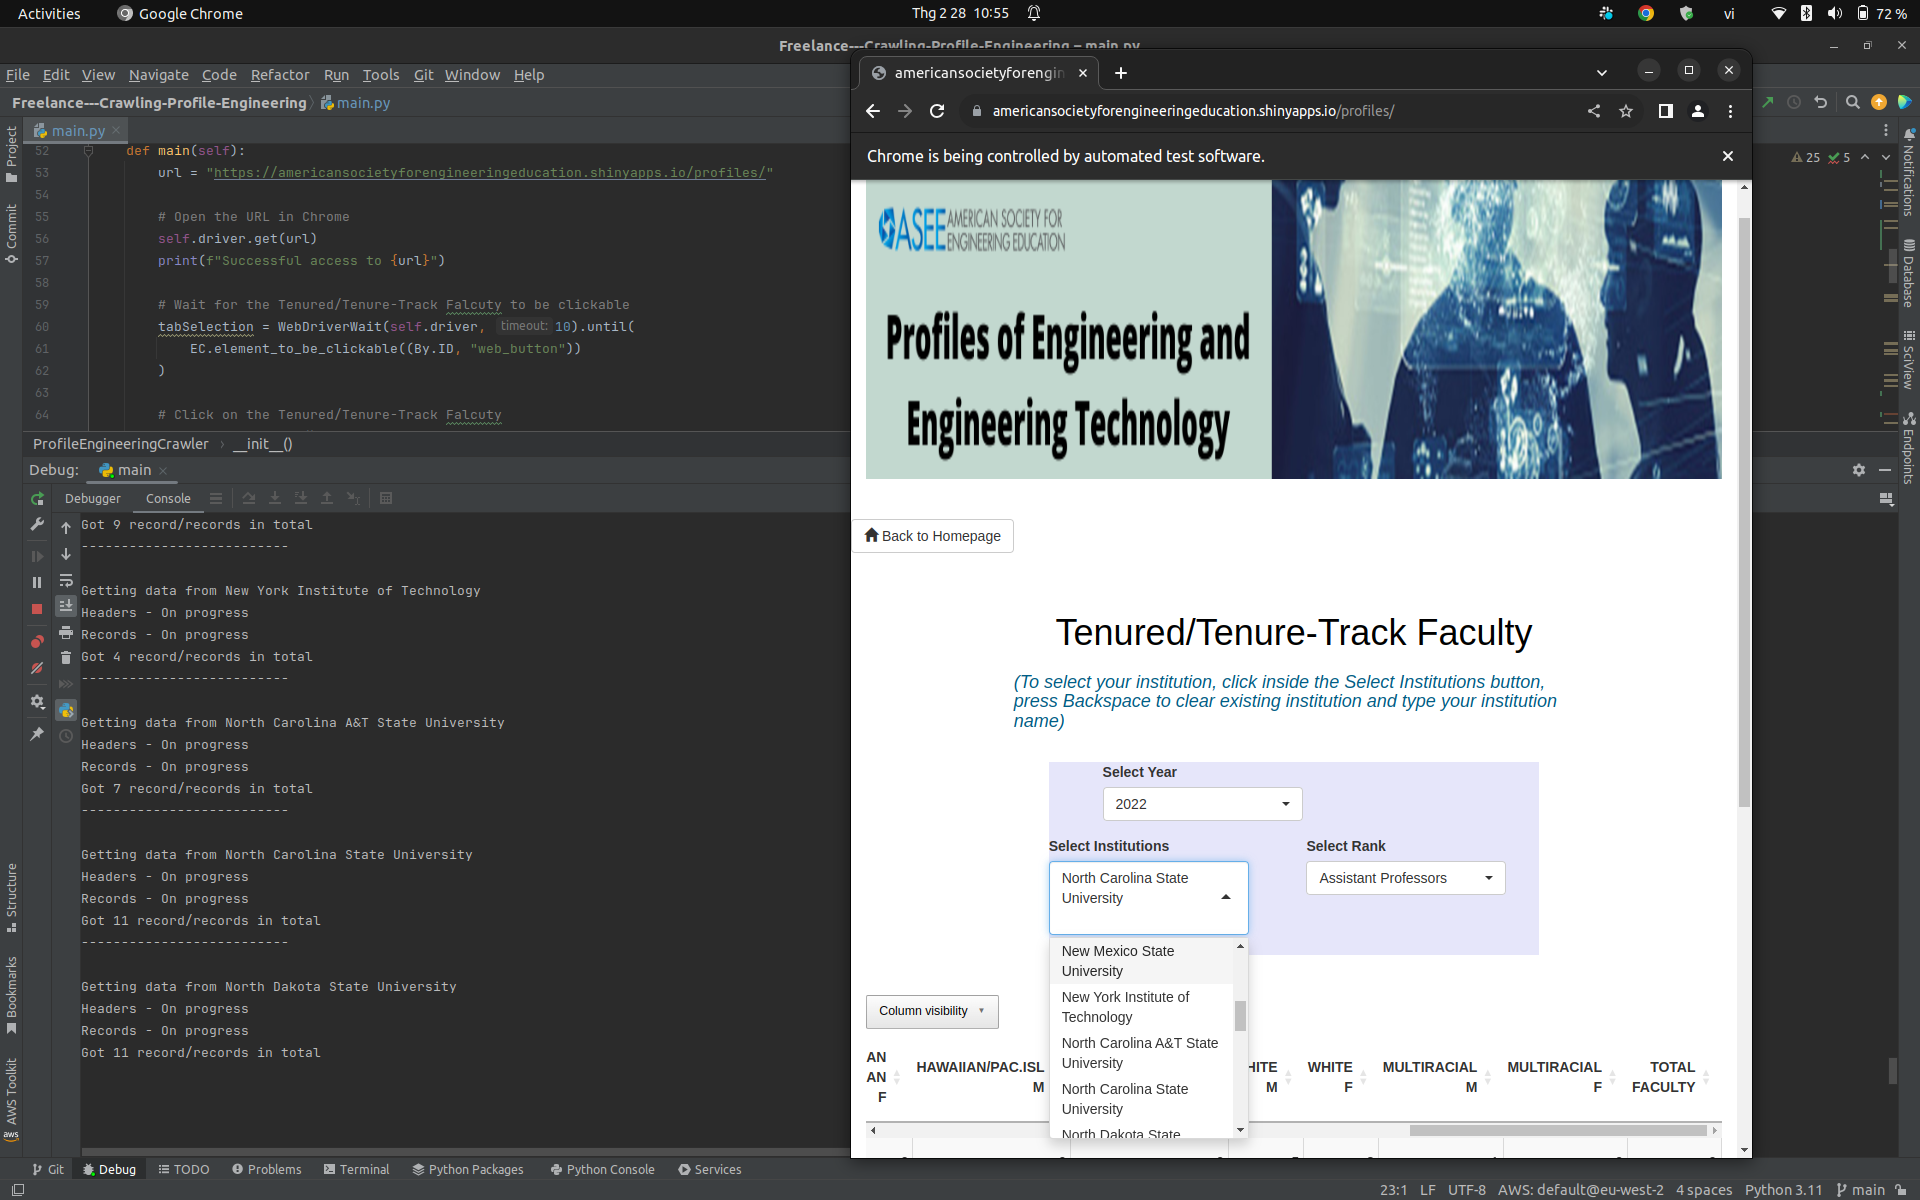 Activities
Google Chrome
Thg 2 28 10:55
vi
72 %
Freelance---Crawling-Profile-Engineering – main.py
File Edit View Navigate Code Refactor Run Tools Git Window Help
Freelance---Crawling-Profile-Engineering
main.py
Project
Commit
Structure
Bookmarks
AWS Toolkit
aws
main.py
52 def main(self):
53 url = "https://americansocietyforengineeringeducation.shinyapps.io/profiles/"
54
55 # Open the URL in Chrome
56 self.driver.get(url)
57 print(f"Successful access to {url}")
58
59 # Wait for the Tenured/Tenure-Track Falcuty to be clickable
60 tabSelection = WebDriverWait(self.driver, timeout: 10).until(
61 EC.element_to_be_clickable((By.ID, "web_button"))
62 )
63
64 # Click on the Tenured/Tenure-Track Falcuty
ProfileEngineeringCrawler › __init__()
Debug: main
Debugger Console
Got 9 record/records in total
--------------------------
Getting data from New York Institute of Technology
Headers - On progress
Records - On progress
Got 4 record/records in total
--------------------------
Getting data from North Carolina A&T State University
Headers - On progress
Records - On progress
Got 7 record/records in total
--------------------------
Getting data from North Carolina State University
Headers - On progress
Records - On progress
Got 11 record/records in total
--------------------------
Getting data from North Dakota State University
Headers - On progress
Records - On progress
Got 11 record/records in total
americansocietyforengin
americansocietyforengineeringeducation.shinyapps.io/profiles/
Chrome is being controlled by automated test software.
ASEE AMERICAN SOCIETY FOR
ENGINEERING EDUCATION
Profiles of Engineering and
Engineering Technology
Back to Homepage
Tenured/Tenure-Track Faculty
(To select your institution, click inside the Select Institutions button,
press Backspace to clear existing institution and type your institution
name)
Select Year
2022
Select Institutions
Select Rank
North Carolina State
University
Assistant Professors
New Mexico State
University
New York Institute of
Technology
North Carolina A&T State
University
North Carolina State
University
North Dakota State
Column visibility
AN
AN
F
HAWAIIAN/PAC.ISL
M
HITE
M
WHITE
F
MULTIRACIAL
M
MULTIRACIAL
F
TOTAL
FACULTY
25 5
Notifications
Database
SciView
Endpoints
Git Debug TODO Problems Terminal Python Packages Python Console Services
23:1 LF UTF-8 AWS: default@eu-west-2 4 spaces Python 3.11 main